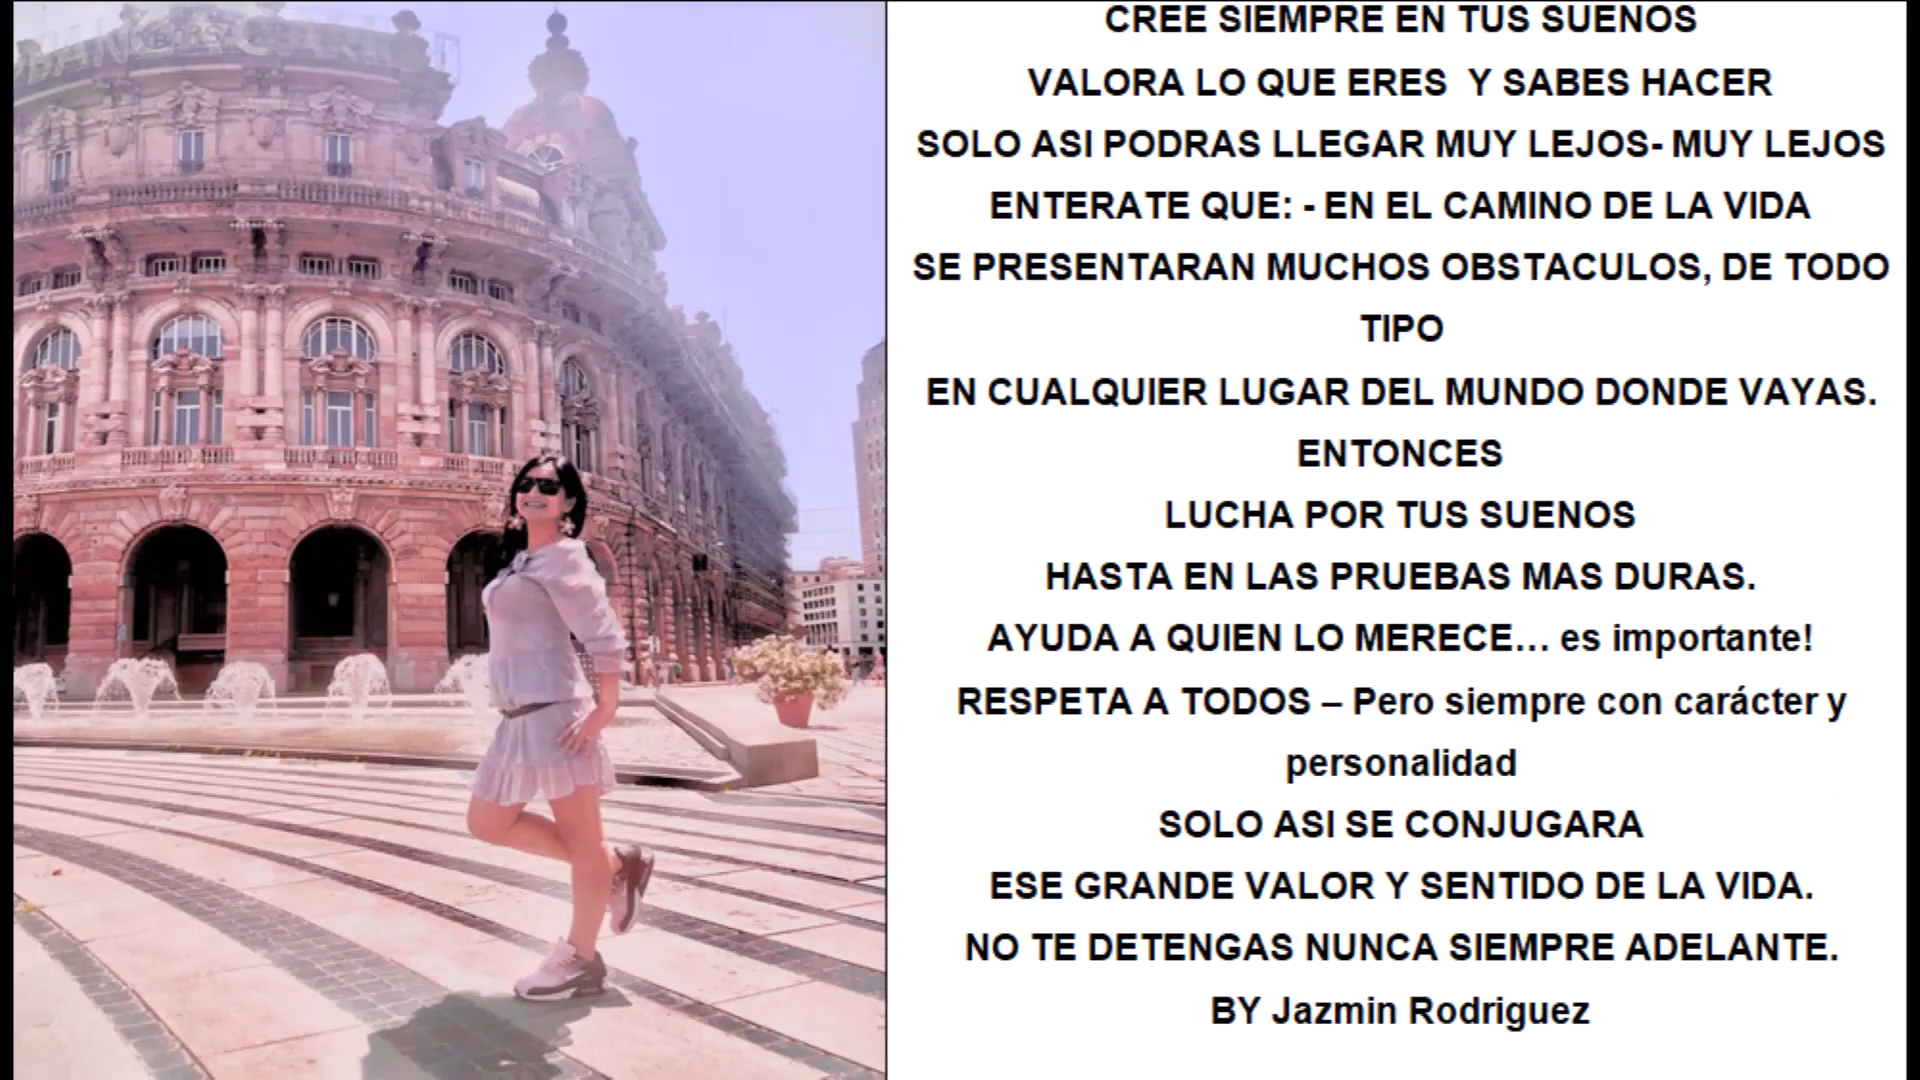 BORSA
CREE SIEMPRE EN TUS SUENOS
VALORA LO QUE ERES Y SABES HACER
SOLO ASI PODRAS LLEGAR MUY LEJOS- MUY LEJOS
ENTERATE QUE: - EN EL CAMINO DE LA VIDA
SE PRESENTARAN MUCHOS OBSTACULOS, DE TODO
TIPO
EN CUALQUIER LUGAR DEL MUNDO DONDE VAYAS.
ENTONCES
LUCHA POR TUS SUENOS
HASTA EN LAS PRUEBAS MAS DURAS.
AYUDA A QUIEN LO MERECE... es importante!
RESPETA A TODOS – Pero siempre con carácter y
personalidad
SOLO ASI SE CONJUGARA
ESE GRANDE VALOR Y SENTIDO DE LA VIDA.
NO TE DETENGAS NUNCA SIEMPRE ADELANTE.
BY Jazmin Rodriguez